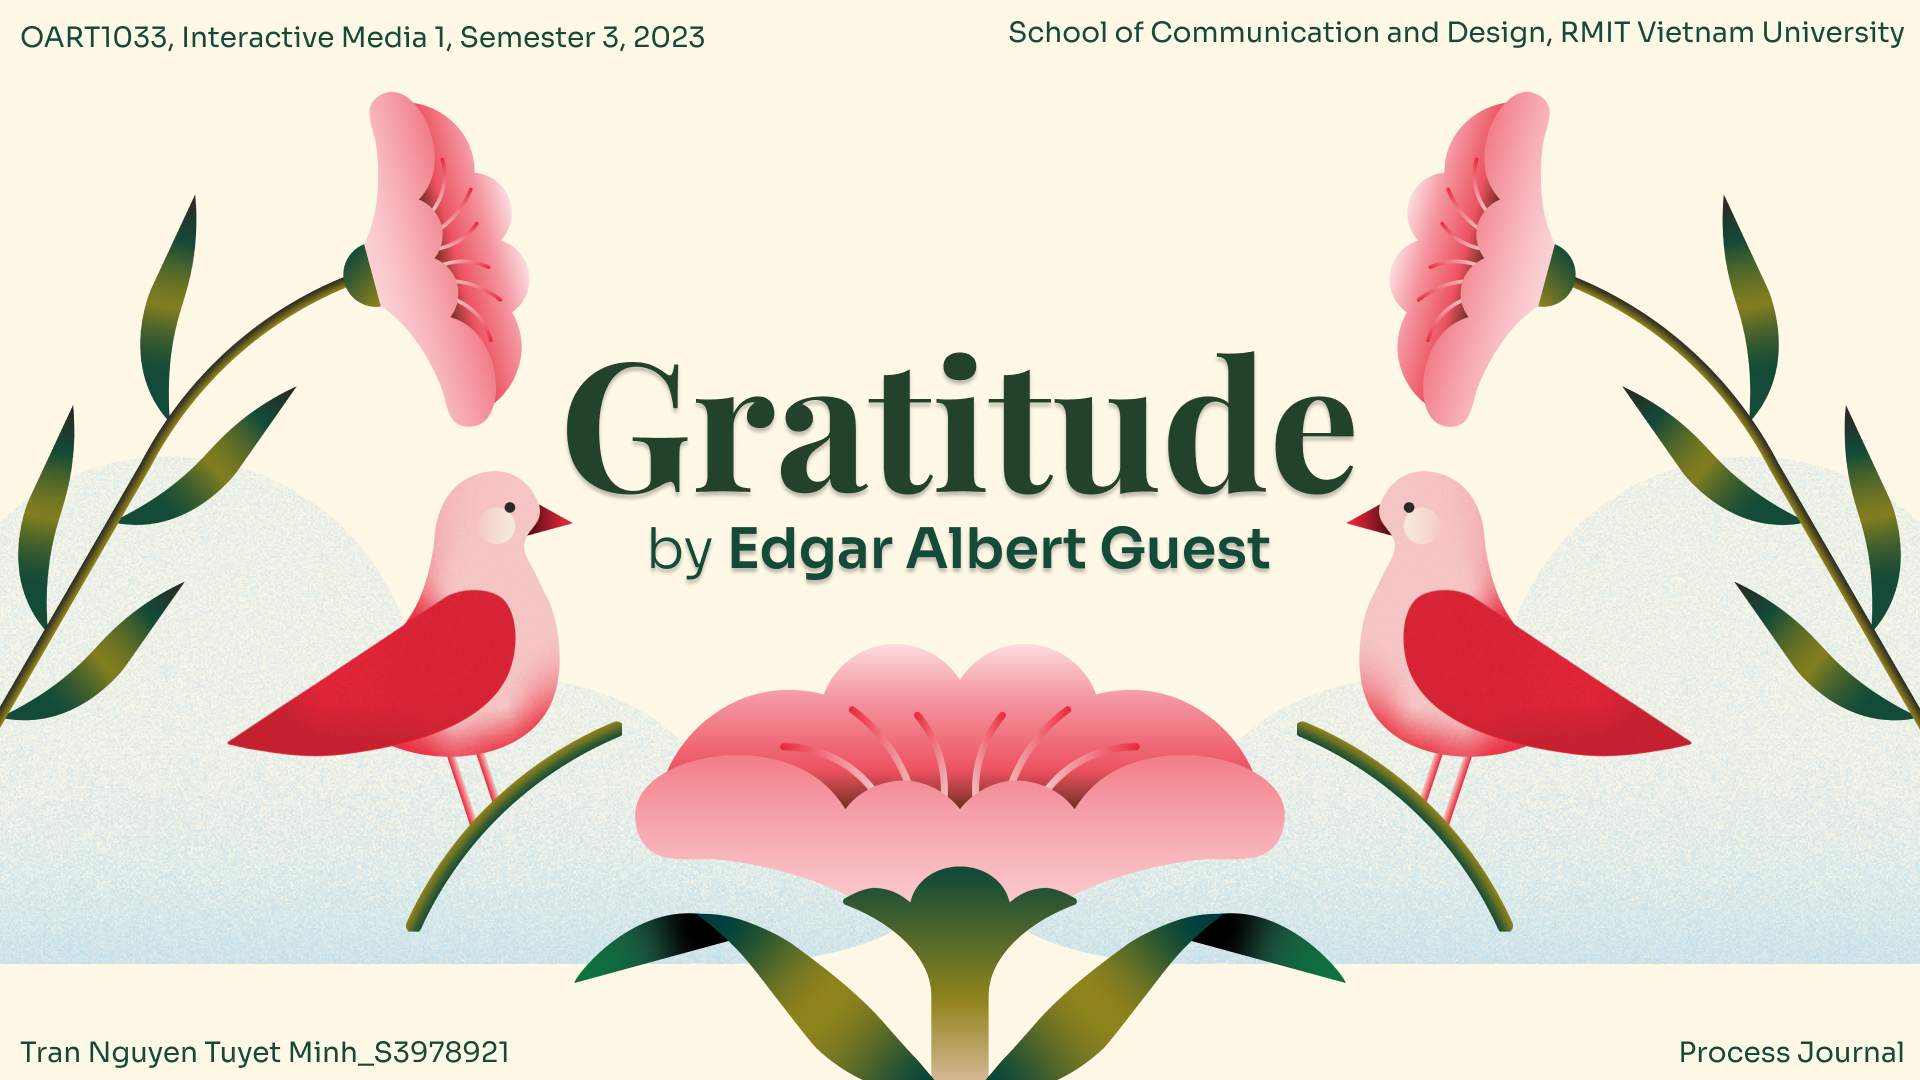 OART1033, Interactive Media 1, Semester 3, 2023
School of Communication and Design, RMIT Vietnam University
Gratitude
by Edgar Albert Guest
Tran Nguyen Tuyet Minh_S3978921
Process Journal